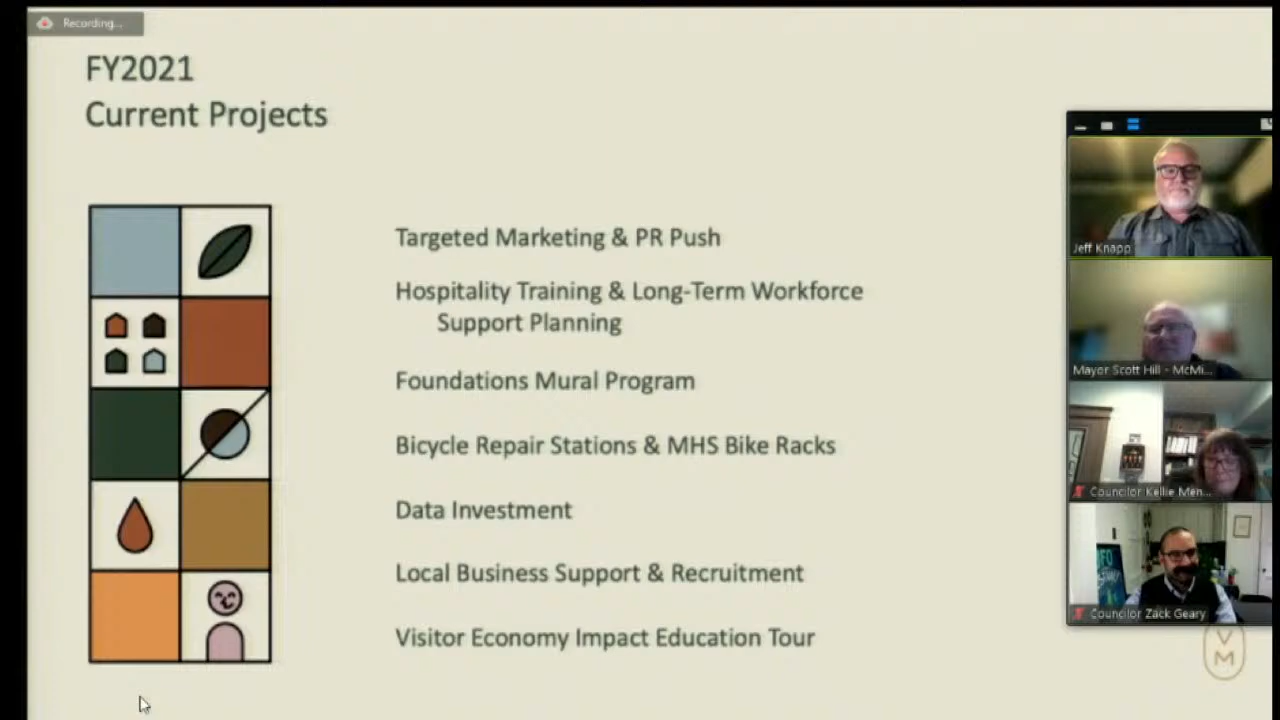 Recording...
FY2021
Current Projects
Targeted Marketing & PR Push
Hospitality Training & Long-Term Workforce
Support Planning
Foundations Mural Program
Bicycle Repair Stations & MHS Bike Racks
Data Investment
Local Business Support & Recruitment
Visitor Economy Impact Education Tour
Jeff Knapp
Mayor Scott Hill - McMi...
Councilor Kellie Men...
Councilor Zack Geary
V
M